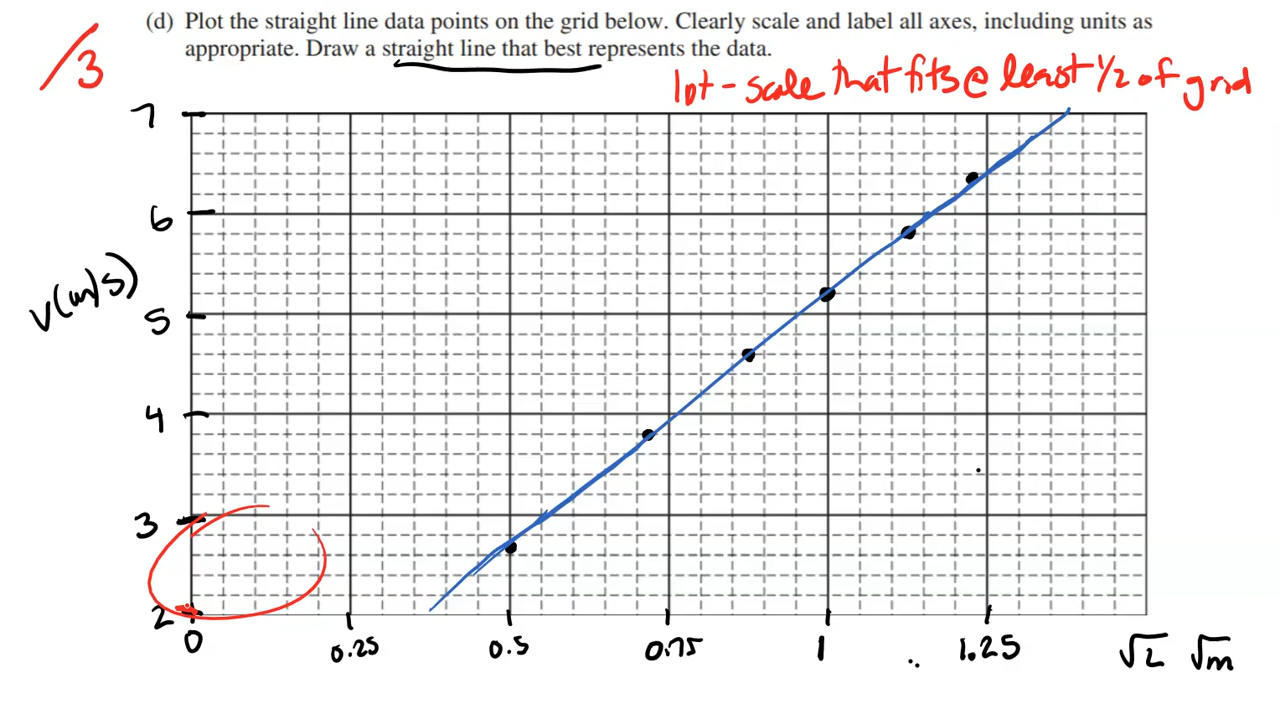 (d) Plot the straight line data points on the grid below. Clearly scale and label all axes, including units as
appropriate. Draw a straight line that best represents the data.
/3
1pt - scale that fits @ least 1/2 of grid
7
6
v(m/s)
5
4
3
2
0 0.25 0.5 0.75 1 1.25 √2 √m